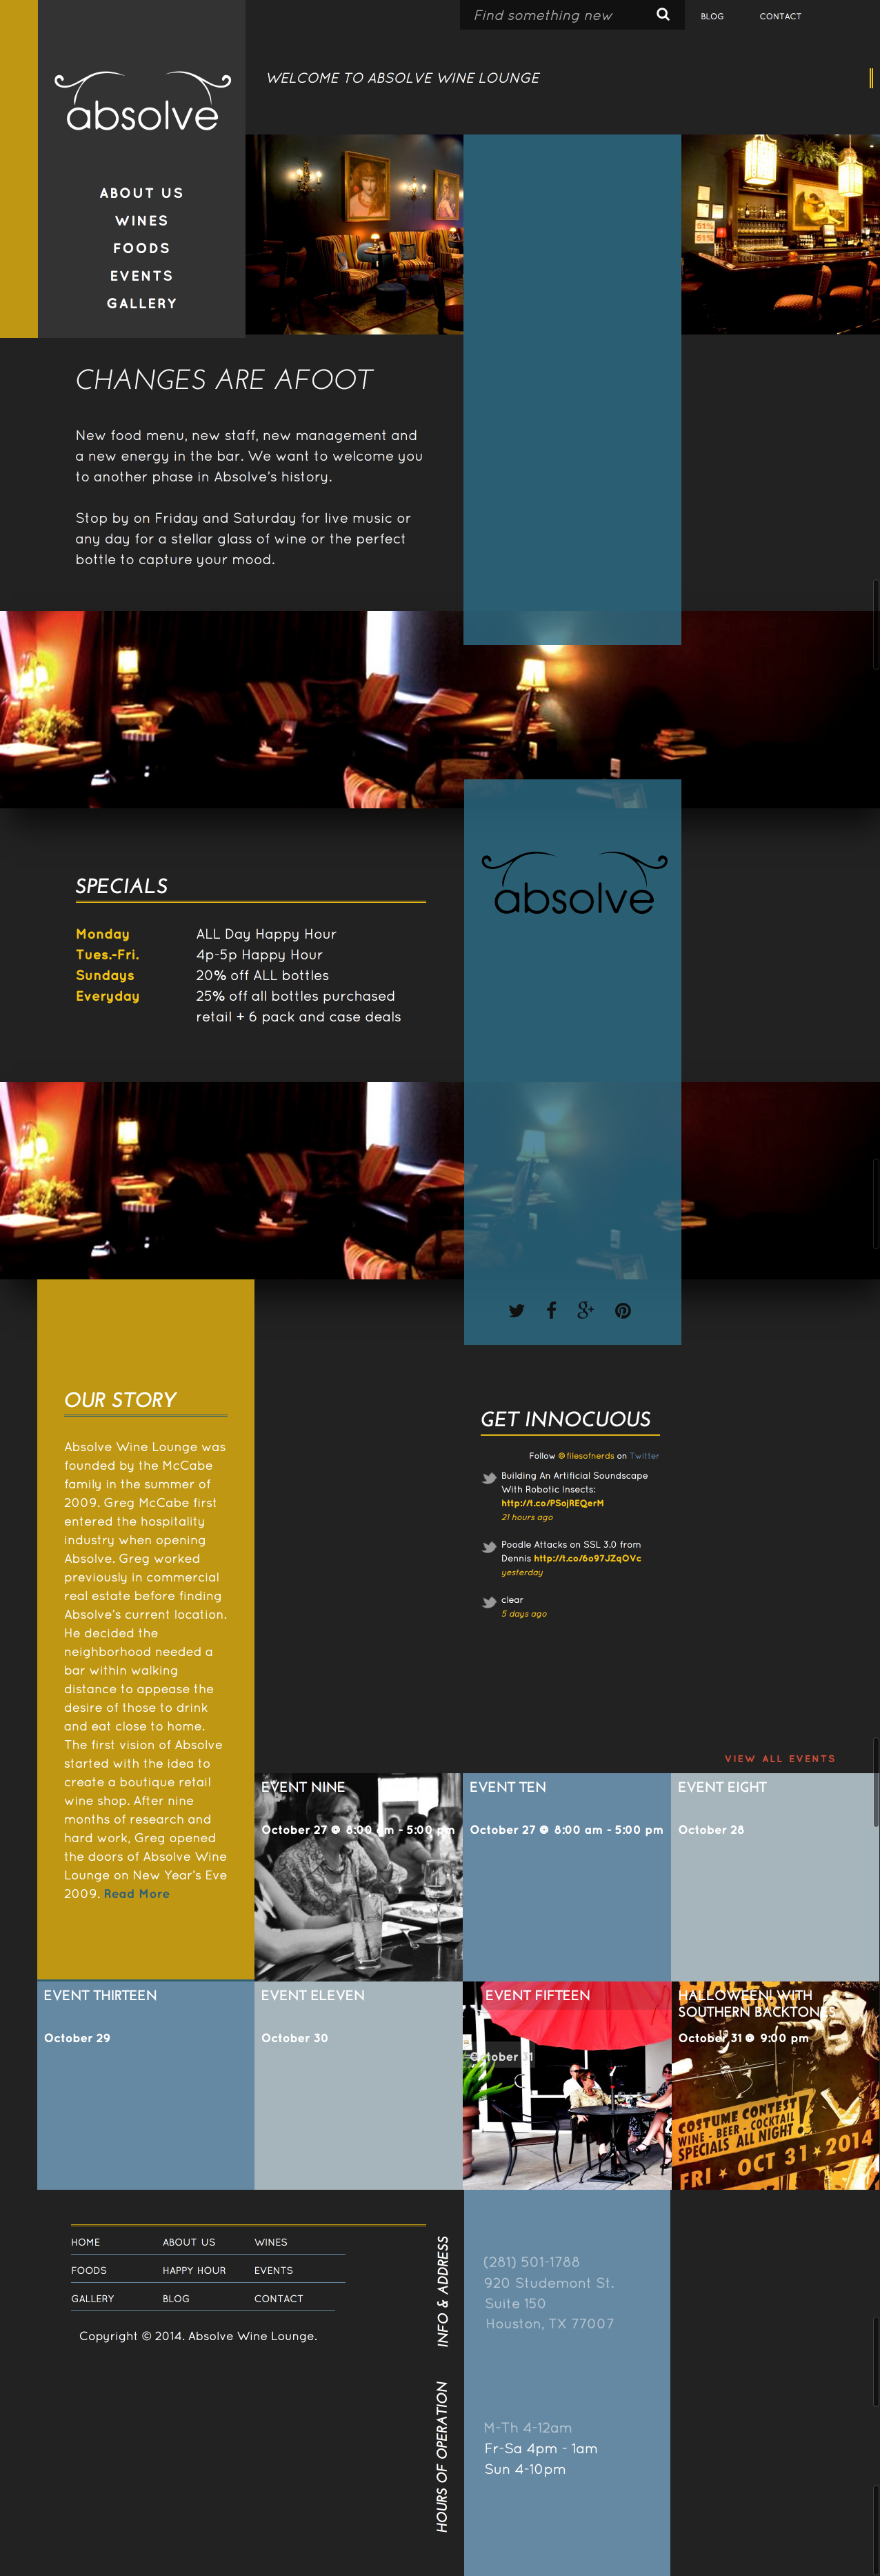 Find something new
BLOG
CONTACT
absolve
WELCOME TO ABSOLVE WINE LOUNGE
ABOUT US
WINES
FOODS
EVENTS
GALLERY
51%
51%
CHANGES ARE AFOOT
New food menu, new staff, new management and
a new energy in the bar. We want to welcome you
to another phase in Absolve's history.
Stop by on Friday and Saturday for live music or
any day for a stellar glass of wine or the perfect
bottle to capture your mood.
absolve
SPECIALS
Monday ALL Day Happy Hour
Tues.-Fri. 4p-5p Happy Hour
Sundays 20% off ALL bottles
Everyday 25% off all bottles purchased
retail + 6 pack and case deals
OUR STORY
Absolve Wine Lounge was
founded by the McCabe
family in the summer of
2009. Greg McCabe first
entered the hospitality
industry when opening
Absolve. Greg worked
previously in commercial
real estate before finding
Absolve's current location.
He decided the
neighborhood needed a
bar within walking
distance to appease the
desire of those to drink
and eat close to home.
The first vision of Absolve
started with the idea to
create a boutique retail
wine shop. After nine
months of research and
hard work, Greg opened
the doors of Absolve Wine
Lounge on New Year's Eve
2009. Read More
GET INNOCUOUS
Follow @filesofnerds on Twitter
Building An Artificial Soundscape
With Robotic Insects:
http://t.co/PSojREQerM
21 hours ago
Poodle Attacks on SSL 3.0 from
Dennis http://t.co/6o97JZqOVc
yesterday
clear
5 days ago
VIEW ALL EVENTS
EVENT NINE
October 27 @ 8:00 am - 5:00 pm
EVENT TEN
October 27 @ 8:00 am - 5:00 pm
EVENT EIGHT
October 28
EVENT THIRTEEN
October 29
EVENT ELEVEN
October 30
EVENT FIFTEEN
October 31
HALLOWEEN! WITH
SOUTHERN BACKTONES
October 31 @ 9:00 pm
COSTUME CONTEST
WINE - BEER - COCKTAIL
SPECIALS ALL NIGHT
FRI ★ OCT 31 ★ 2014
HOME ABOUT US WINES
FOODS HAPPY HOUR EVENTS
GALLERY BLOG CONTACT
Copyright © 2014. Absolve Wine Lounge.
INFO & ADDRESS
(281) 501-1788
920 Studemont St.
Suite 150
Houston, TX 77007
HOURS OF OPERATION
M-Th 4-12am
Fr-Sa 4pm - 1am
Sun 4-10pm